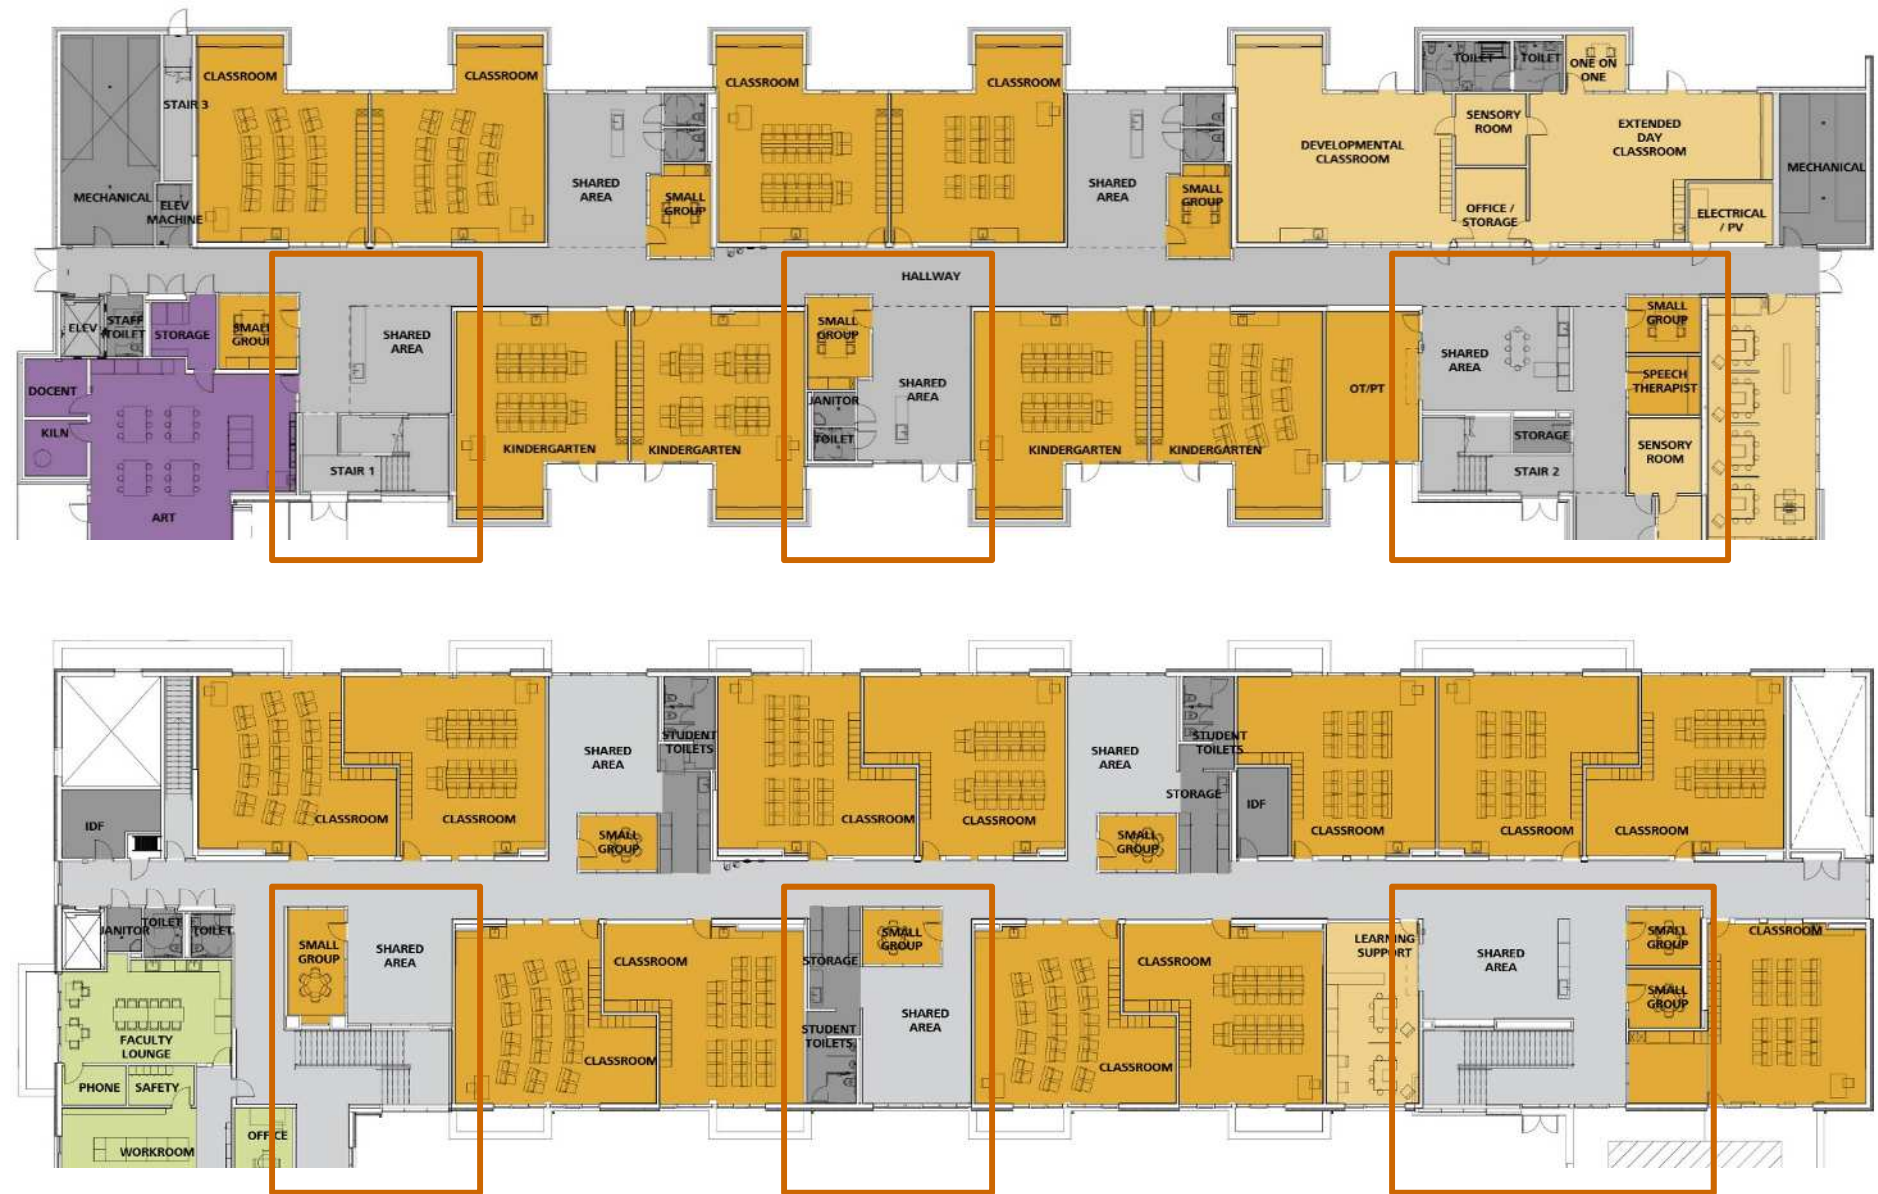 CLASSROOM
CLASSROOM
CLASSROOM
CLASSROOM
TOILET
TOILET
ONE ON
ONE
STAIR 3
SENSORY
ROOM
EXTENDED
DAY
CLASSROOM
DEVELOPMENTAL
CLASSROOM
MECHANICAL
MECHANICAL
ELEV
MACHINE
SHARED
AREA
SMALL
GROUP
SHARED
AREA
SMALL
GROUP
OFFICE /
STORAGE
ELECTRICAL
/ PV
HALLWAY
ELEV
STAFF
TOILET
STORAGE
SMALL
GROUP
SHARED
AREA
SMALL
GROUP
SHARED
AREA
SMALL
GROUP
SHARED
AREA
SPEECH
THERAPIST
DOCENT
KILN
JANITOR
TOILET
OT/PT
KINDERGARTEN
KINDERGARTEN
KINDERGARTEN
KINDERGARTEN
STORAGE
SENSORY
ROOM
STAIR 1
STAIR 2
ART
SHARED
AREA
STUDENT
TOILETS
SHARED
AREA
STUDENT
TOILETS
STORAGE
IDF
IDF
CLASSROOM
CLASSROOM
SMALL
GROUP
CLASSROOM
CLASSROOM
SMALL
GROUP
CLASSROOM
CLASSROOM
CLASSROOM
JANITOR
TOILET
TOILET
SMALL
GROUP
SHARED
AREA
CLASSROOM
STORAGE
SMALL
GROUP
CLASSROOM
LEARNING
SUPPORT
SHARED
AREA
SMALL
GROUP
CLASSROOM
SMALL
GROUP
FACULTY
LOUNGE
STUDENT
TOILETS
SHARED
AREA
CLASSROOM
CLASSROOM
PHONE
SAFETY
OFFICE
WORKROOM